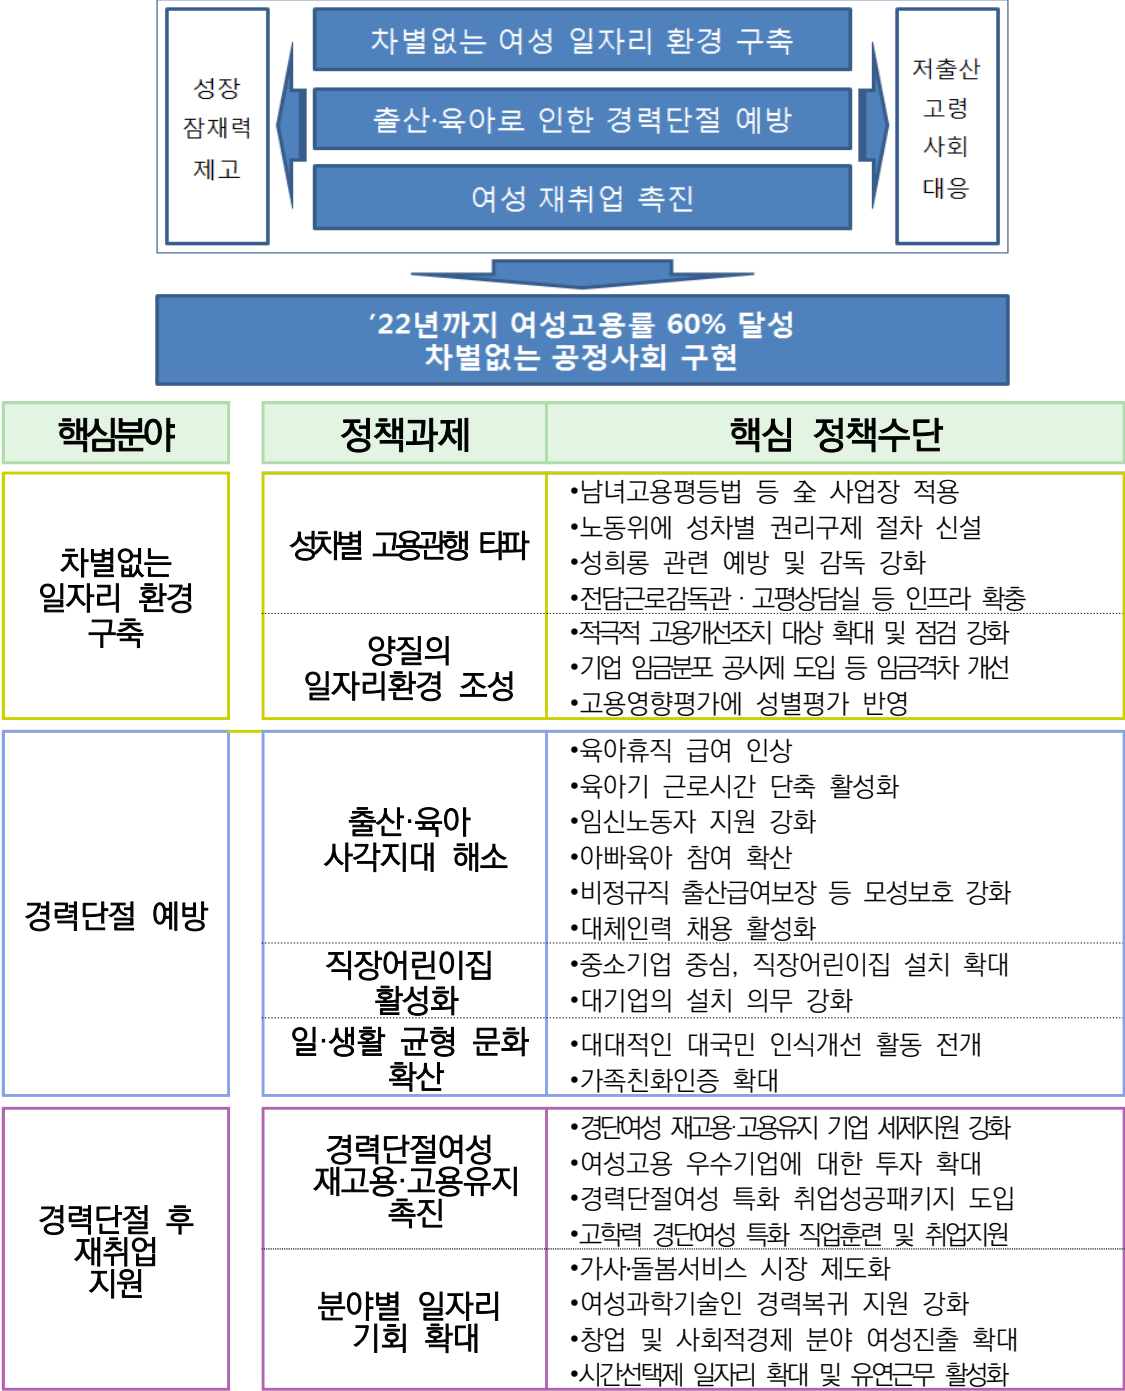 차별없는 여성 일자리 환경 구축
출산·육아로 인한 경력단절 예방
여성 재취업 촉진
성장
잠재력
제고
저출산
고령
사회
대응
’22년까지 여성고용률 60% 달성
차별없는 공정사회 구현
핵심분야
정책과제
핵심 정책수단
차별없는
일자리 환경
구축
성차별 고용관행 타파
•남녀고용평등법 등 全 사업장 적용
•노동위에 성차별 권리구제 절차 신설
•성희롱 관련 예방 및 감독 강화
•전담근로감독관 · 고평상담실 등 인프라 확충
양질의
일자리환경 조성
•적극적 고용개선조치 대상 확대 및 점검 강화
•기업 임금분포 공시제 도입 등 임금격차 개선
•고용영향평가에 성별평가 반영
경력단절 예방
출산·육아
사각지대 해소
•육아휴직 급여 인상
•육아기 근로시간 단축 활성화
•임신노동자 지원 강화
•아빠육아 참여 확산
•비정규직 출산급여보장 등 모성보호 강화
•대체인력 채용 활성화
직장어린이집
활성화
•중소기업 중심, 직장어린이집 설치 확대
•대기업의 설치 의무 강화
일·생활 균형 문화
확산
•대대적인 대국민 인식개선 활동 전개
•가족친화인증 확대
경력단절 후
재취업
지원
경력단절여성
재고용·고용유지
촉진
•경단여성 재고용·고용유지 기업 세제지원 강화
•여성고용 우수기업에 대한 투자 확대
•경력단절여성 특화 취업성공패키지 도입
•고학력 경단여성 특화 직업훈련 및 취업지원
분야별 일자리
기회 확대
•가사·돌봄서비스 시장 제도화
•여성과학기술인 경력복귀 지원 강화
•창업 및 사회적경제 분야 여성진출 확대
•시간선택제 일자리 확대 및 유연근무 활성화